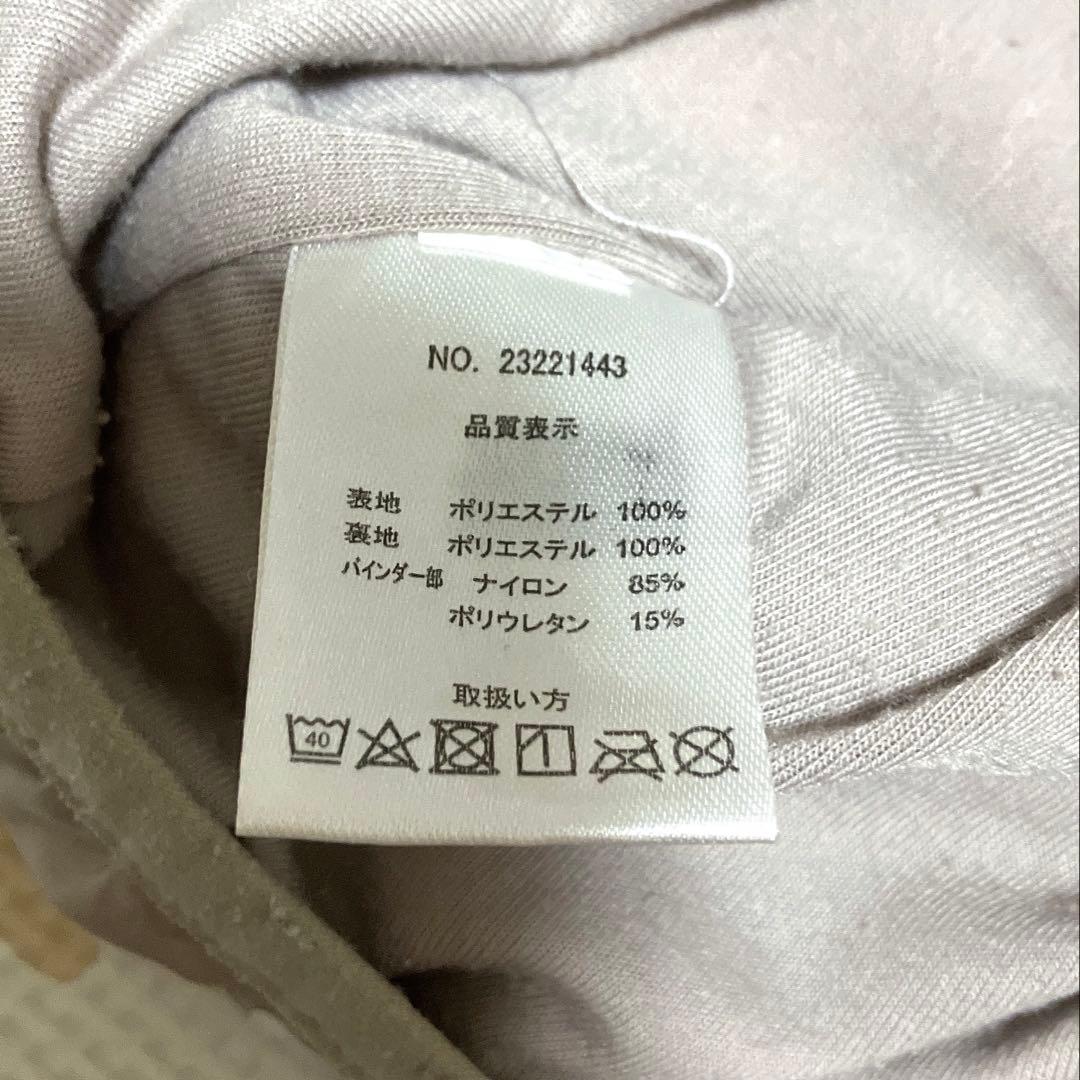 NO. 23221443
品質表示
表地 ポリエステル 100%
裏地 ポリエステル 100%
バインダー部 ナイロン 85%
ポリウレタン 15%
取扱い方
40